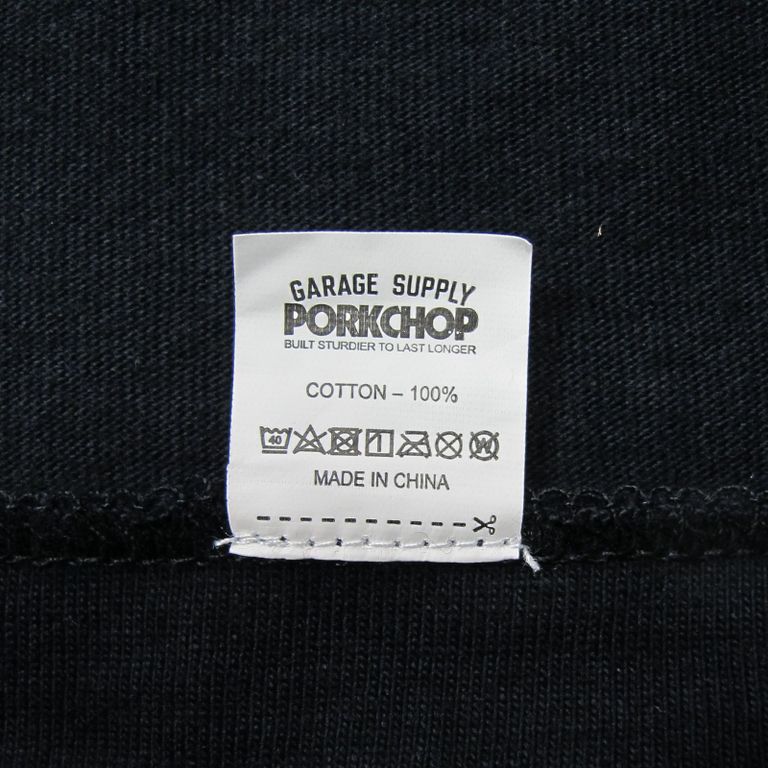 GARAGE SUPPLY
PORKCHOP
BUILT STURDIER TO LAST LONGER
COTTON – 100%
40 W
MADE IN CHINA